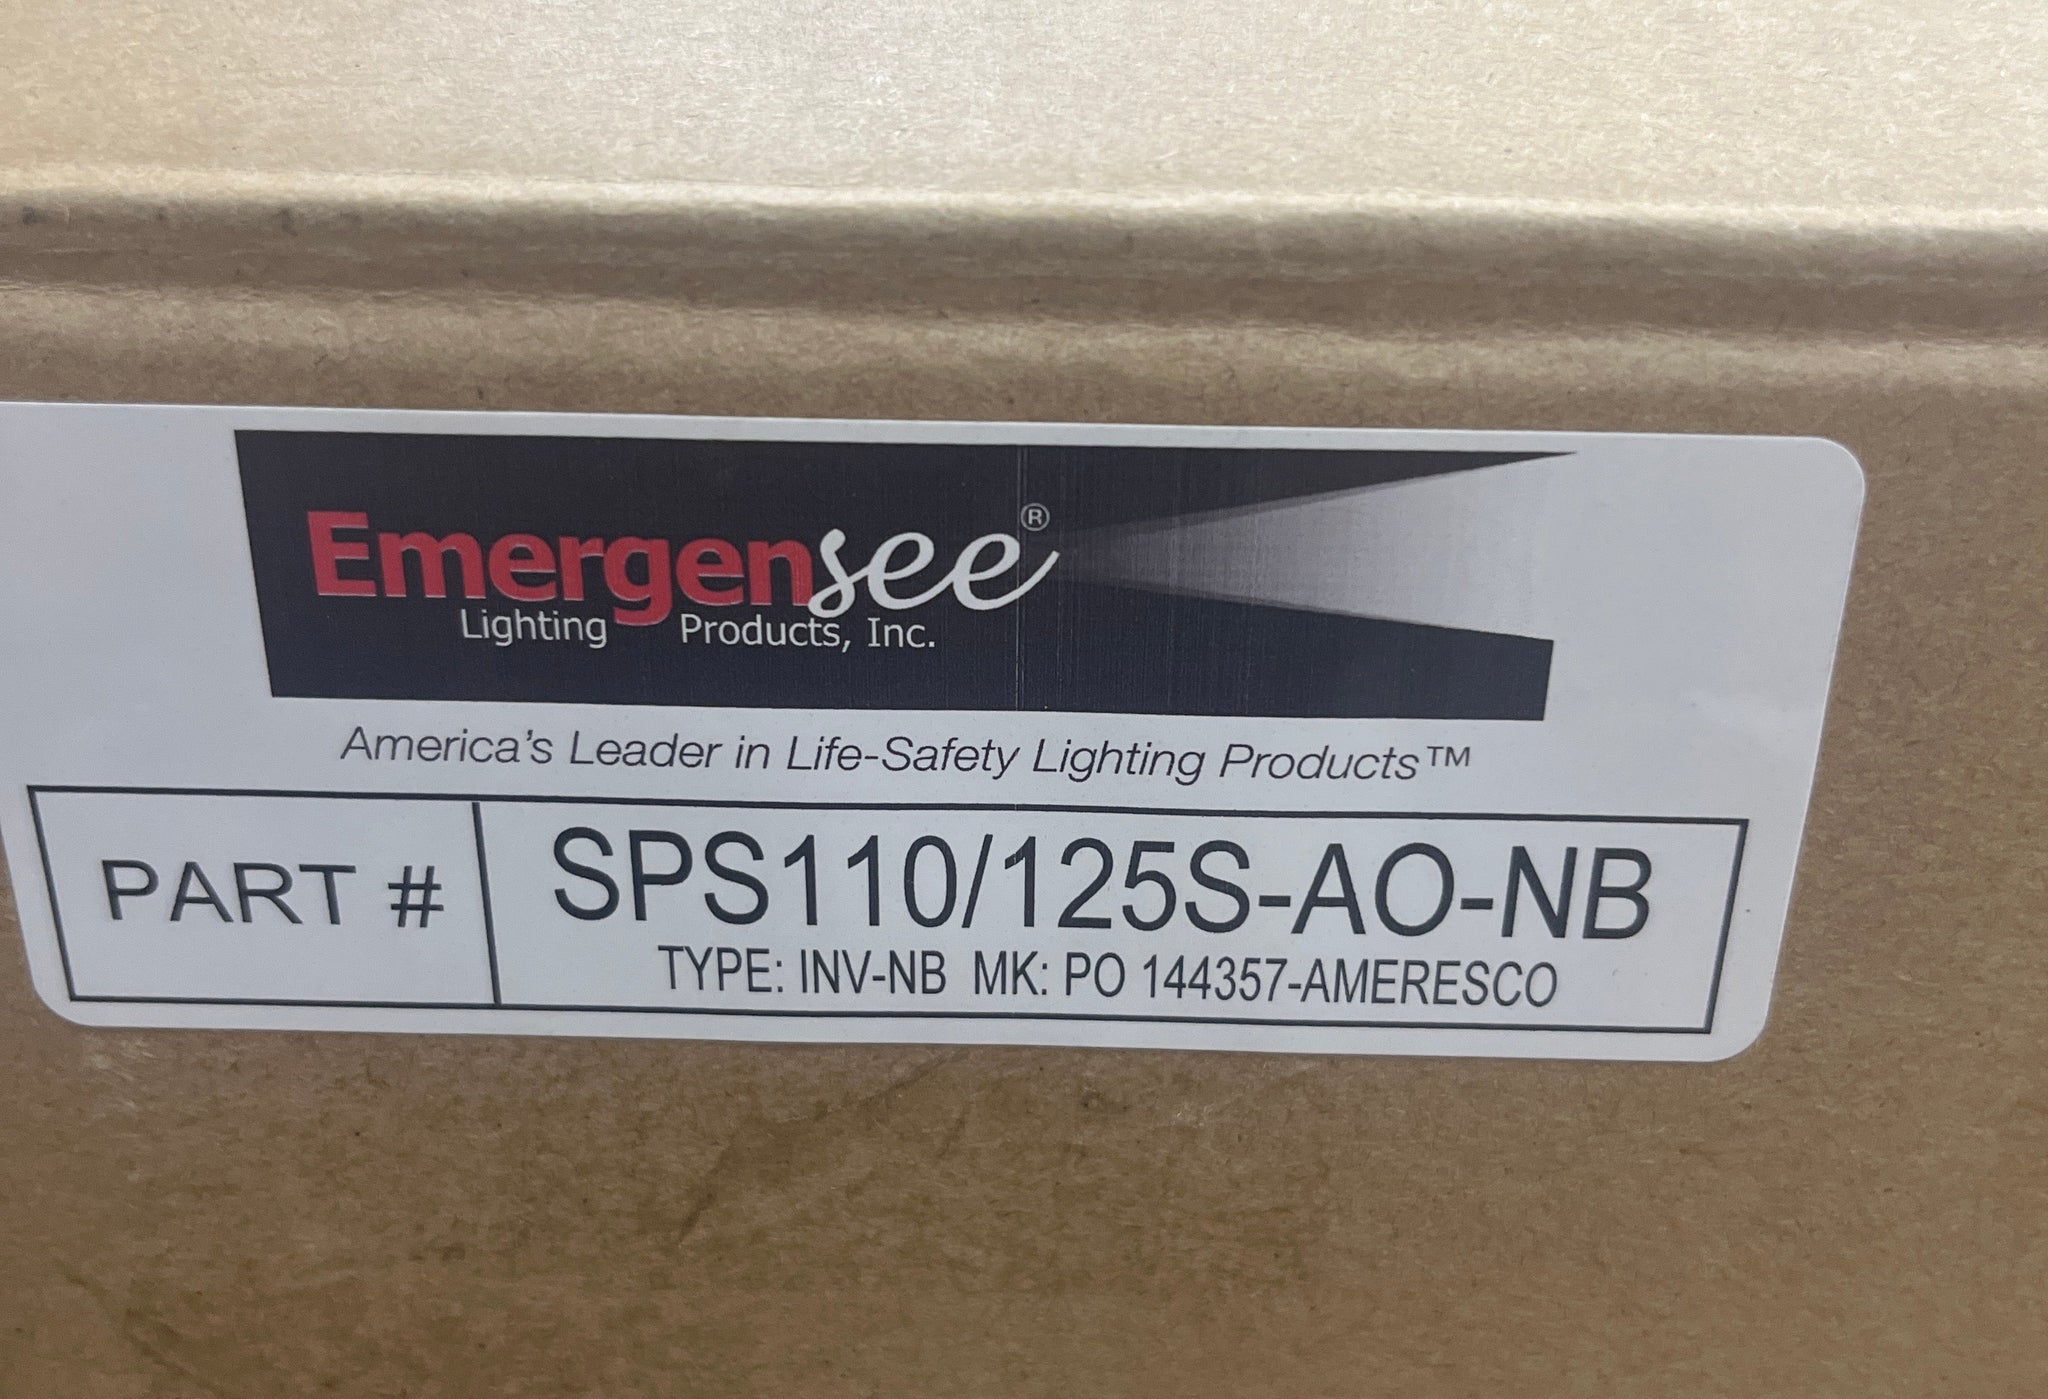 Emergensee®
Lighting Products, Inc.
America's Leader in Life-Safety Lighting Products™
PART #
SPS110/125S-AO-NB
TYPE: INV-NB MK: PO 144357-AMERESCO